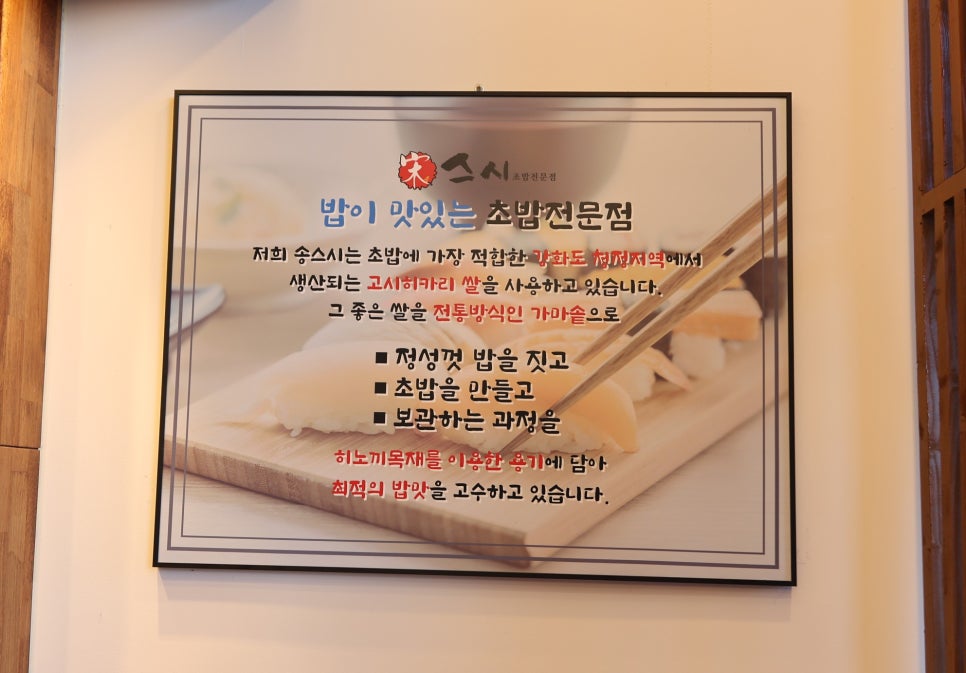 宋 스시 초밥전문점
밥이 맛있는 초밥전문점
저희 송스시는 초밥에 가장 적합한 강화도 청정지역에서
생산되는 고시히카리 쌀을 사용하고 있습니다.
그 좋은 쌀을 전통방식인 가마솥으로
■ 정성껏 밥을 짓고
■ 초밥을 만들고
■ 보관하는 과정을
히노끼목재를 이용한 용기에 담아
최적의 밥맛을 고수하고 있습니다.